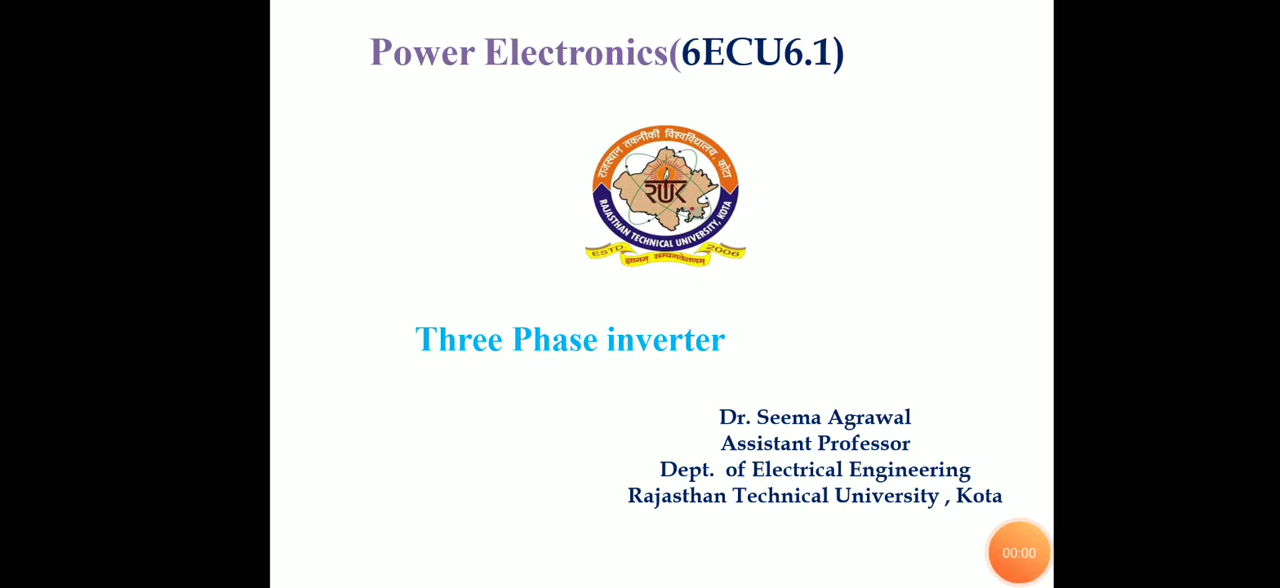 Power Electronics(6ECU6.1)
राजस्थान तकनीकी विश्वविद्यालय, कोटा
RAJASTHAN TECHNICAL UNIVERSITY, KOTA
ESTD 2006
Three Phase inverter
Dr. Seema Agrawal
Assistant Professor
Dept. of Electrical Engineering
Rajasthan Technical University , Kota
00:00